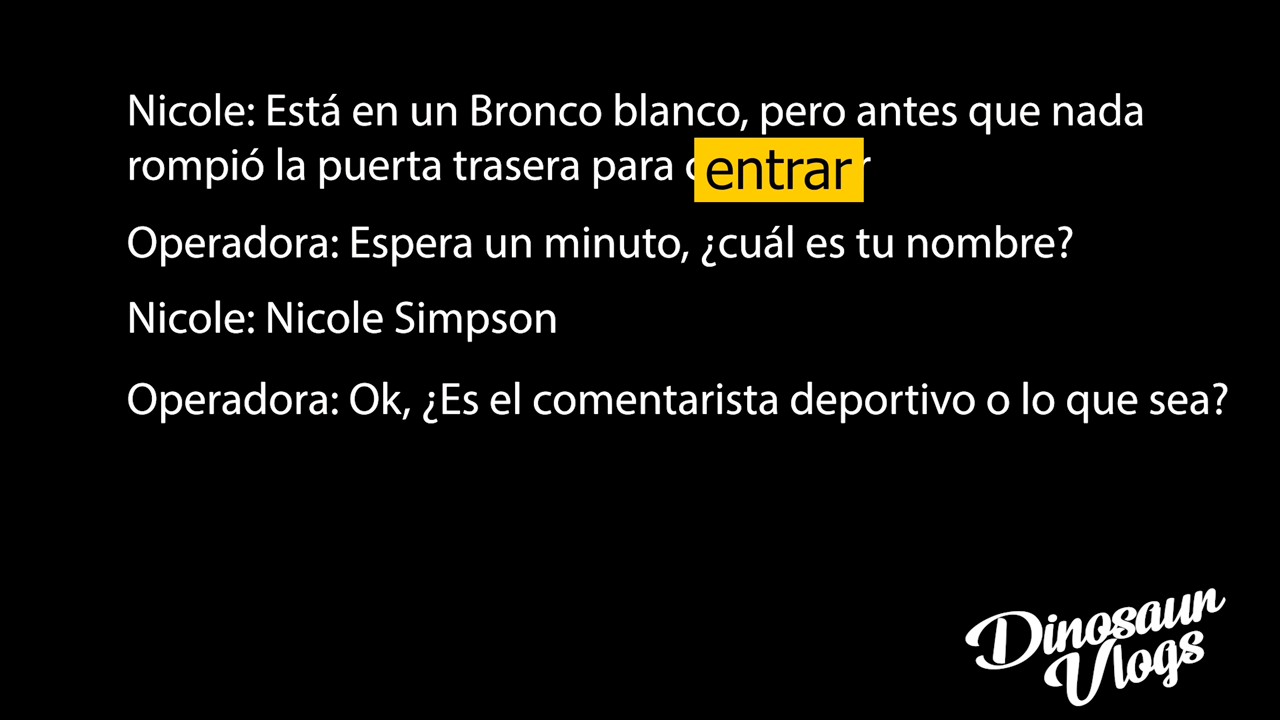 Nicole: Está en un Bronco blanco, pero antes que nada
rompió la puerta trasera para entrar
Operadora: Espera un minuto, ¿cuál es tu nombre?
Nicole: Nicole Simpson
Operadora: Ok, ¿Es el comentarista deportivo o lo que sea?
Dinosaun
Vlogs